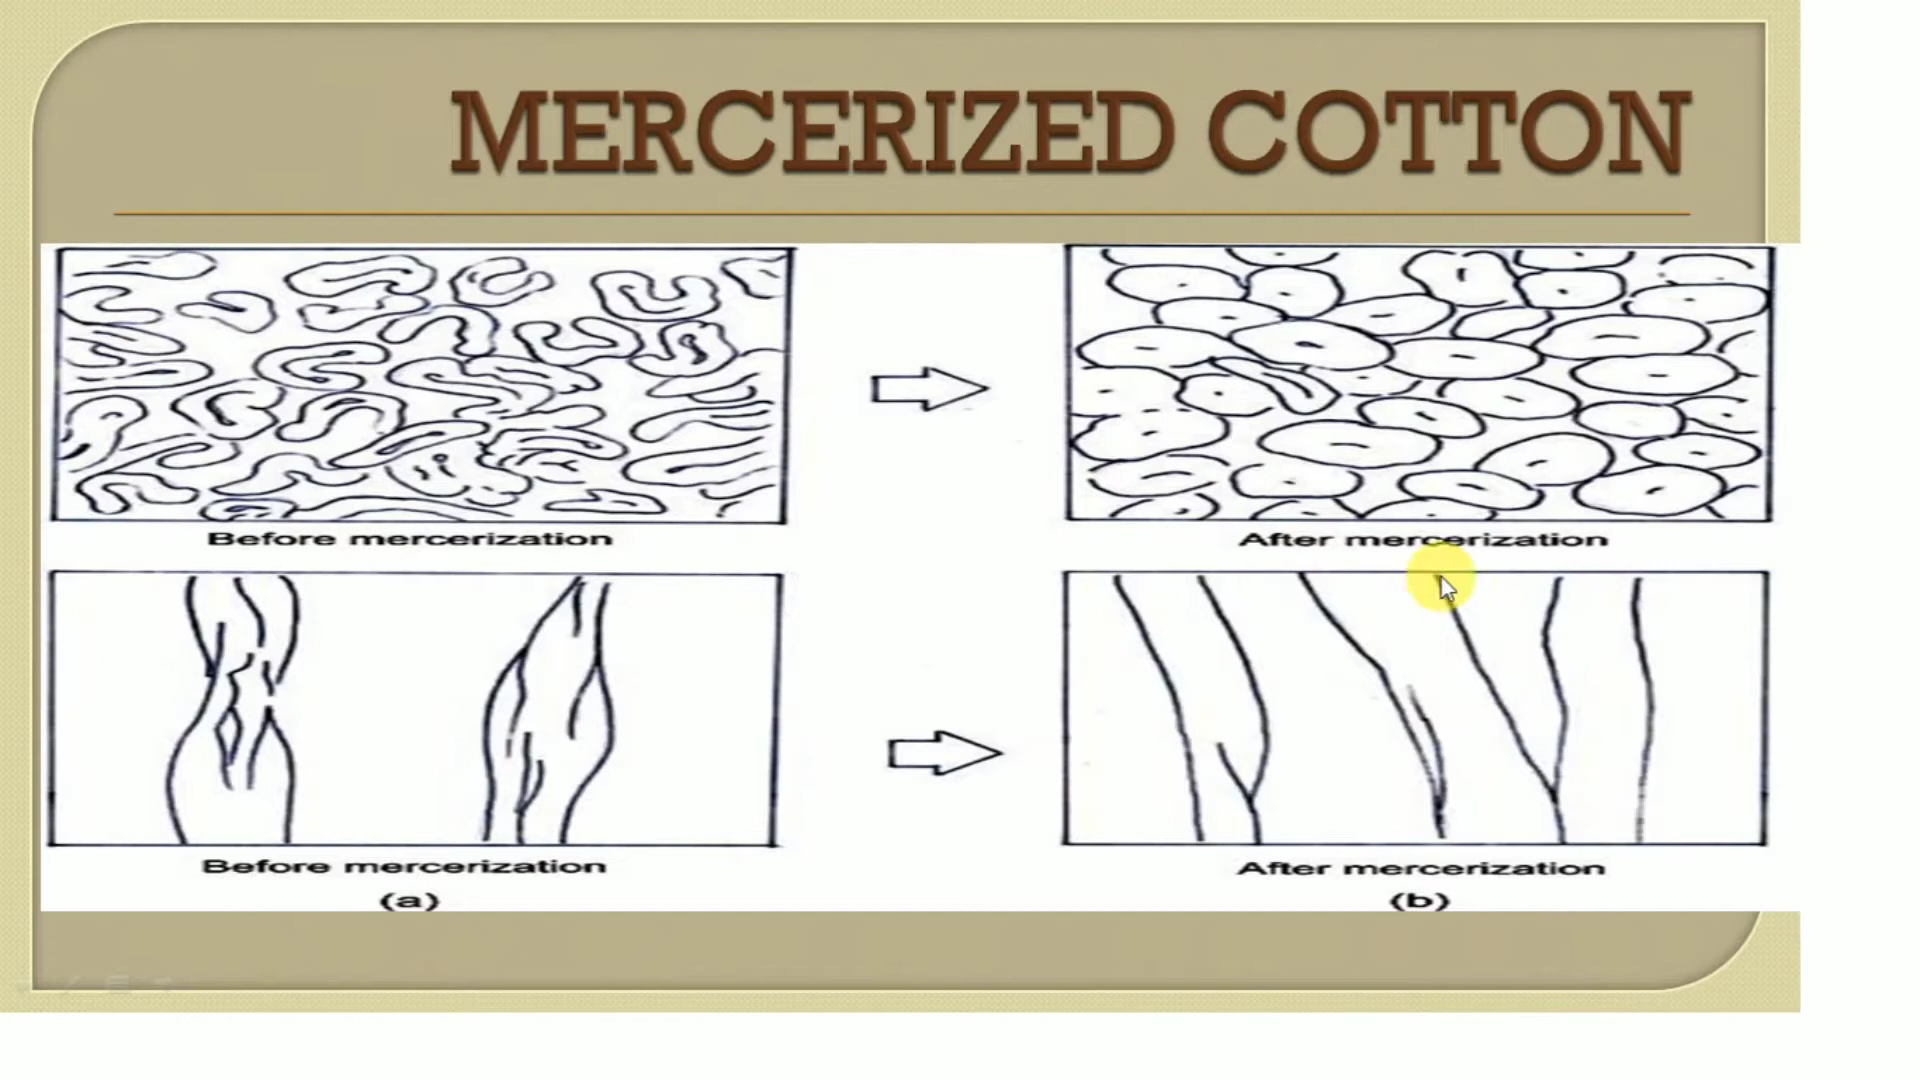 MERCERIZED COTTON
Before mercerization
After mercerization
Before mercerization
After mercerization
(a)
(b)